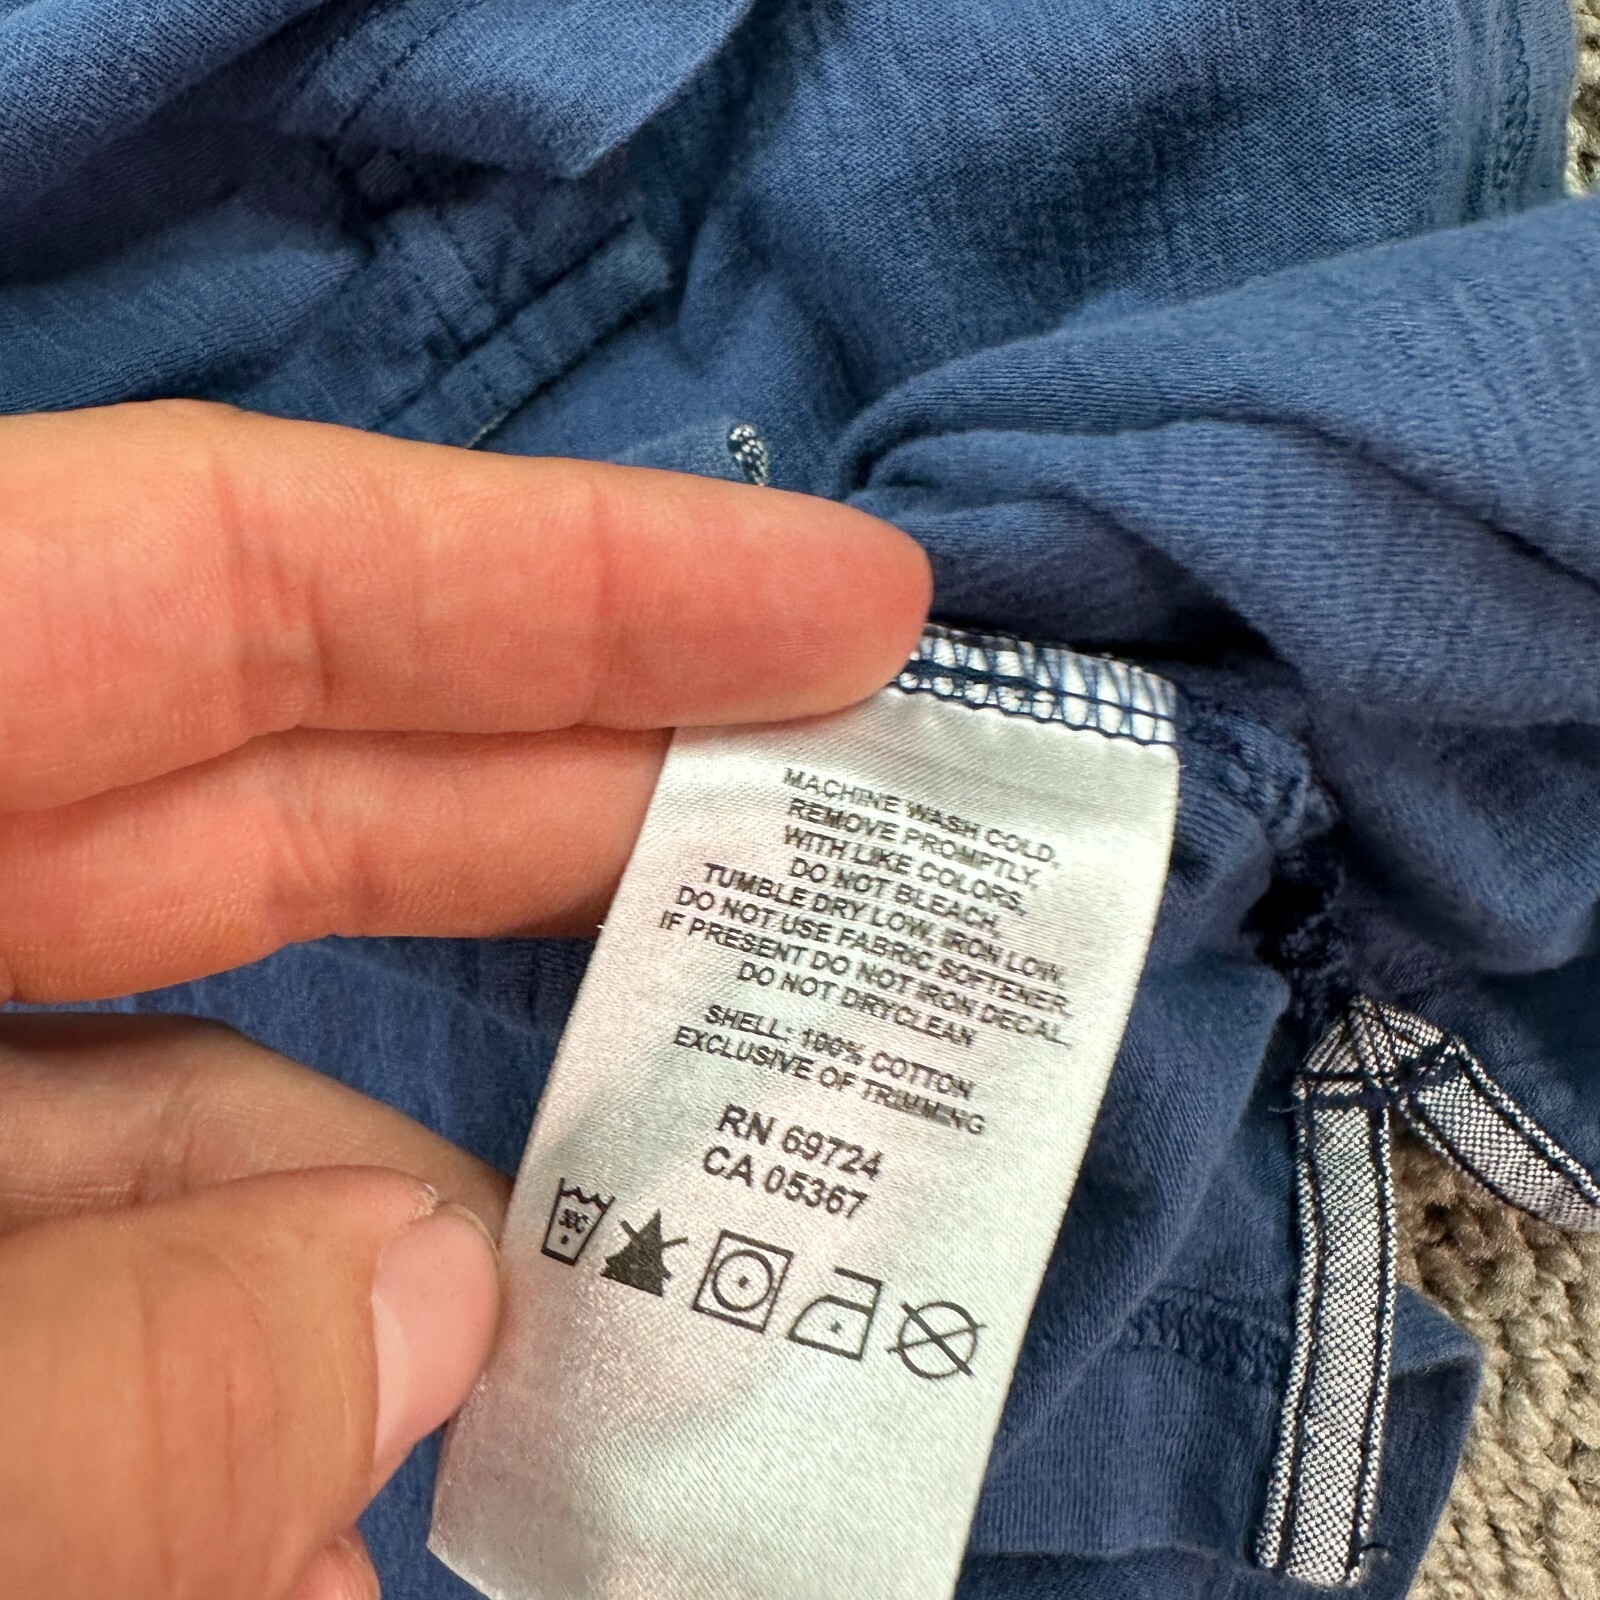 MACHINE WASH COLD.
REMOVE PROMPTLY.
WITH LIKE COLORS,
DO NOT BLEACH,
TUMBLE DRY LOW, IRON LOW.
DO NOT USE FABRIC SOFTENER.
IF PRESENT DO NOT IRON DECAL.
DO NOT DRYCLEAN
SHELL: 100% COTTON
EXCLUSIVE OF TRIMMING
RN 69724
CA 05367
30C